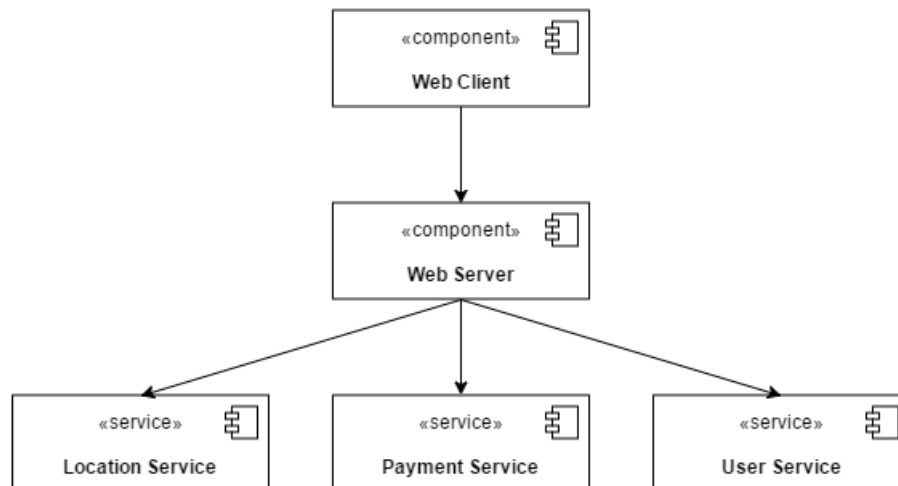 «component»
Web Client
«component»
Web Server
«service»
Location Service
«service»
Payment Service
«service»
User Service